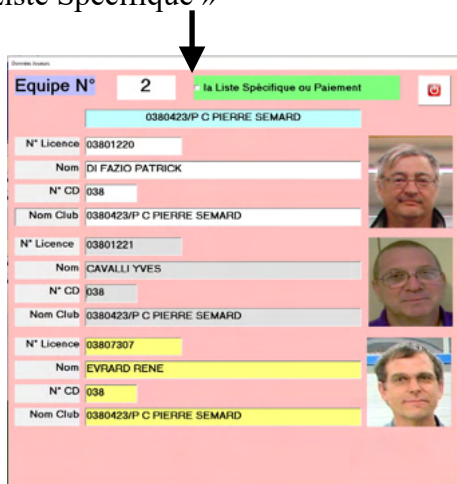 Liste Spécifique »
Données Joueurs
Equipe N° 2 la Liste Spècifique ou Paiement
0380423/P C PIERRE SEMARD
N° Licence 03801220
Nom DI FAZIO PATRICK
N° CD 038
Nom Club 0380423/P C PIERRE SEMARD
N° Licence 03801221
Nom CAVALLI YVES
N° CD 038
Nom Club 0380423/P C PIERRE SEMARD
N° Licence 03807307
Nom EVRARD RENE
N° CD 038
Nom Club 0380423/P C PIERRE SEMARD